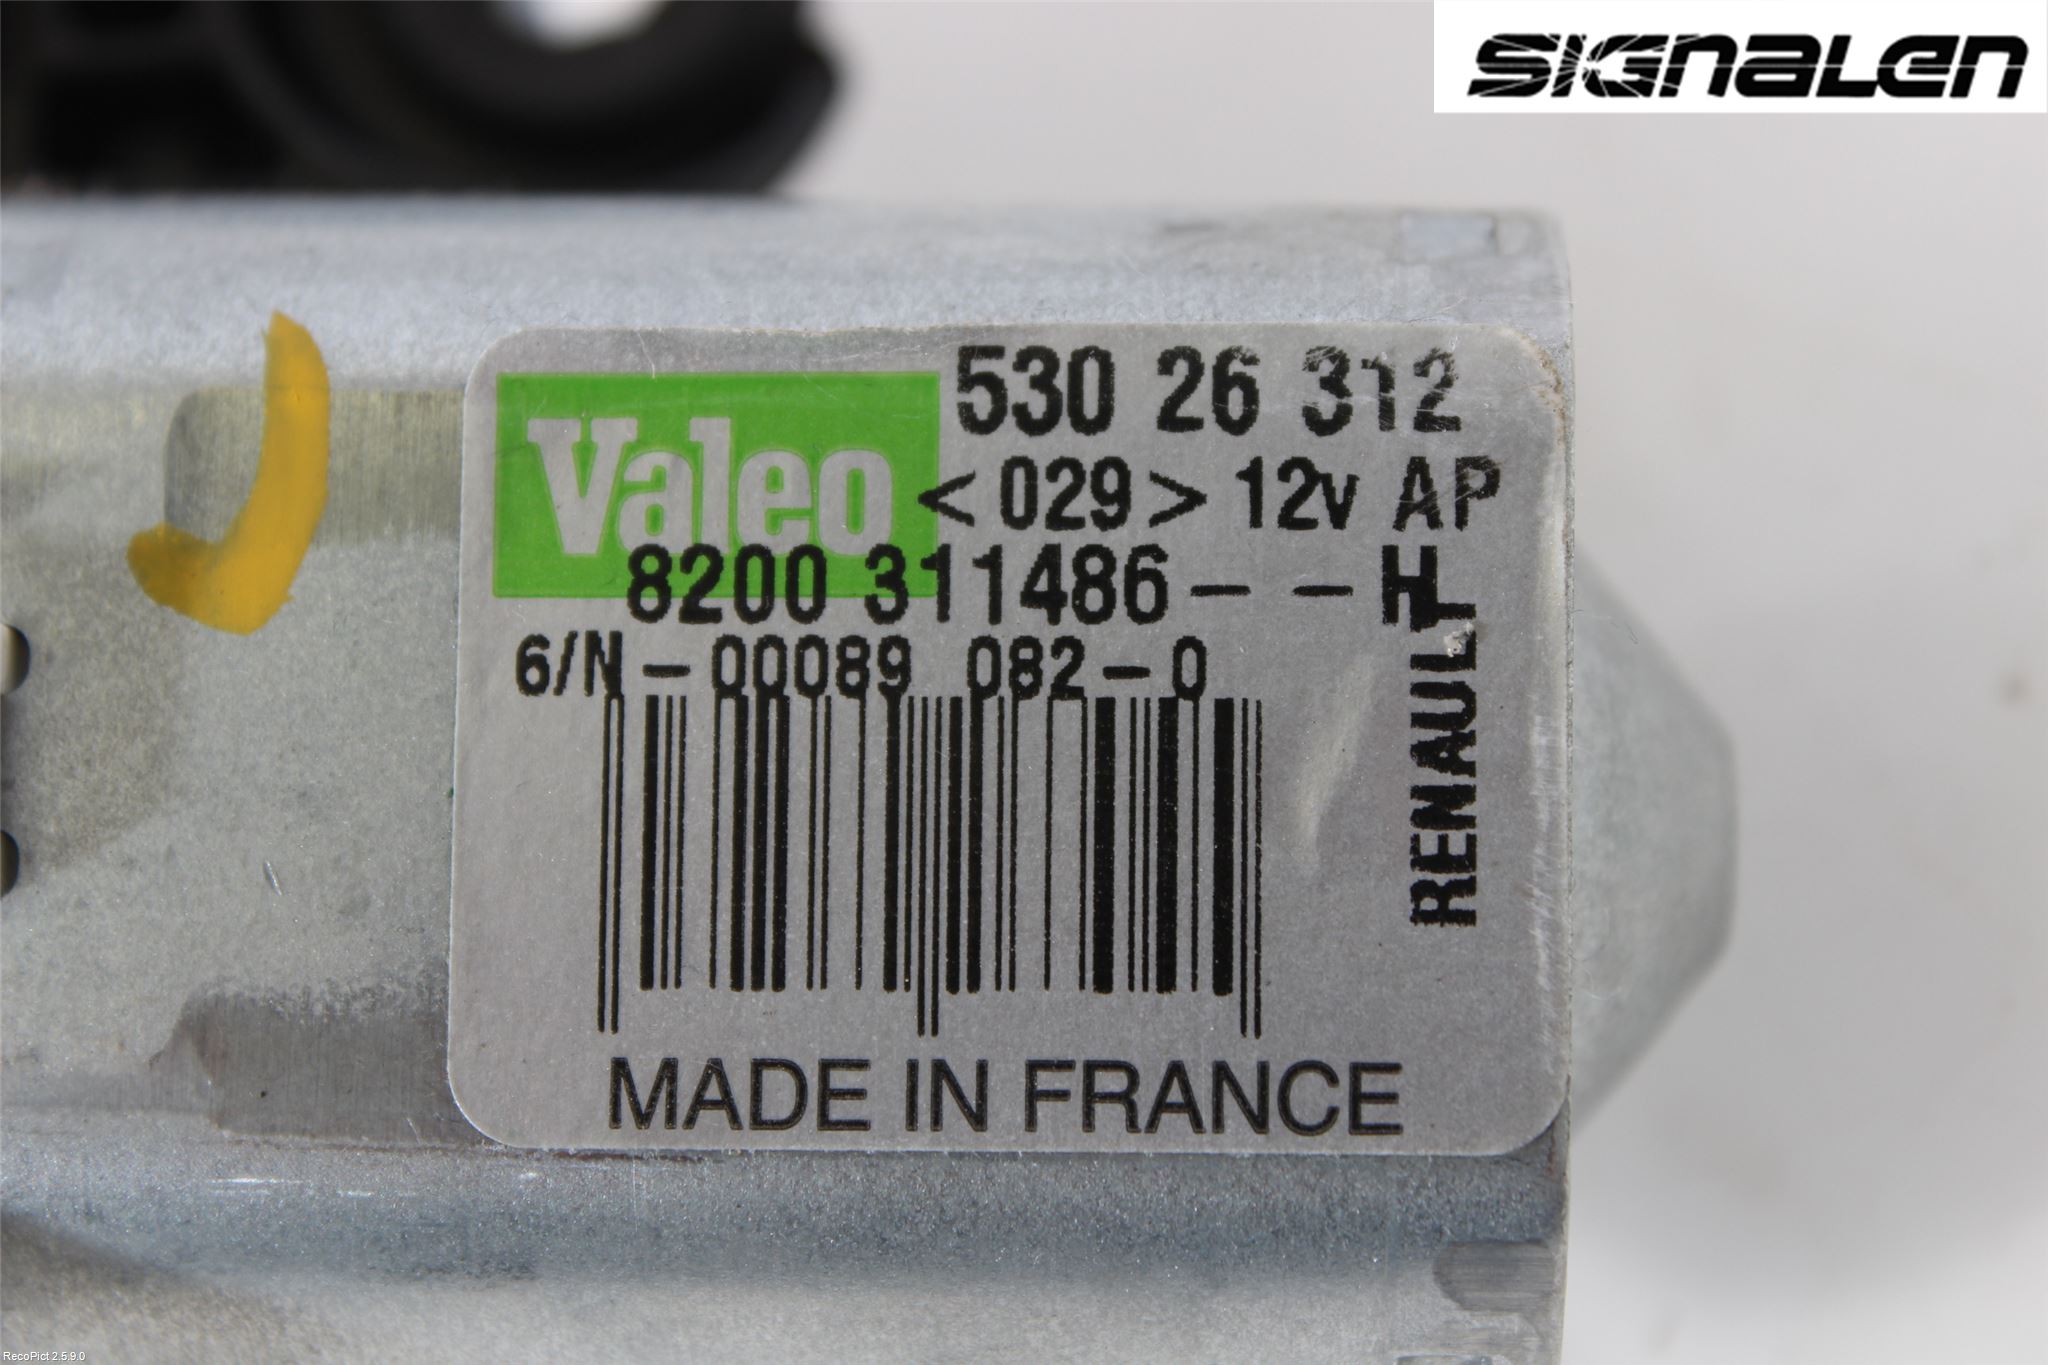 SIGNALEN
530 26 312
Valeo
< 029 > 12v AP
8200 311486 - - H
6/N - 00089 082 - 0
RENAULT
MADE IN FRANCE
RecoPict 2.5.9.0